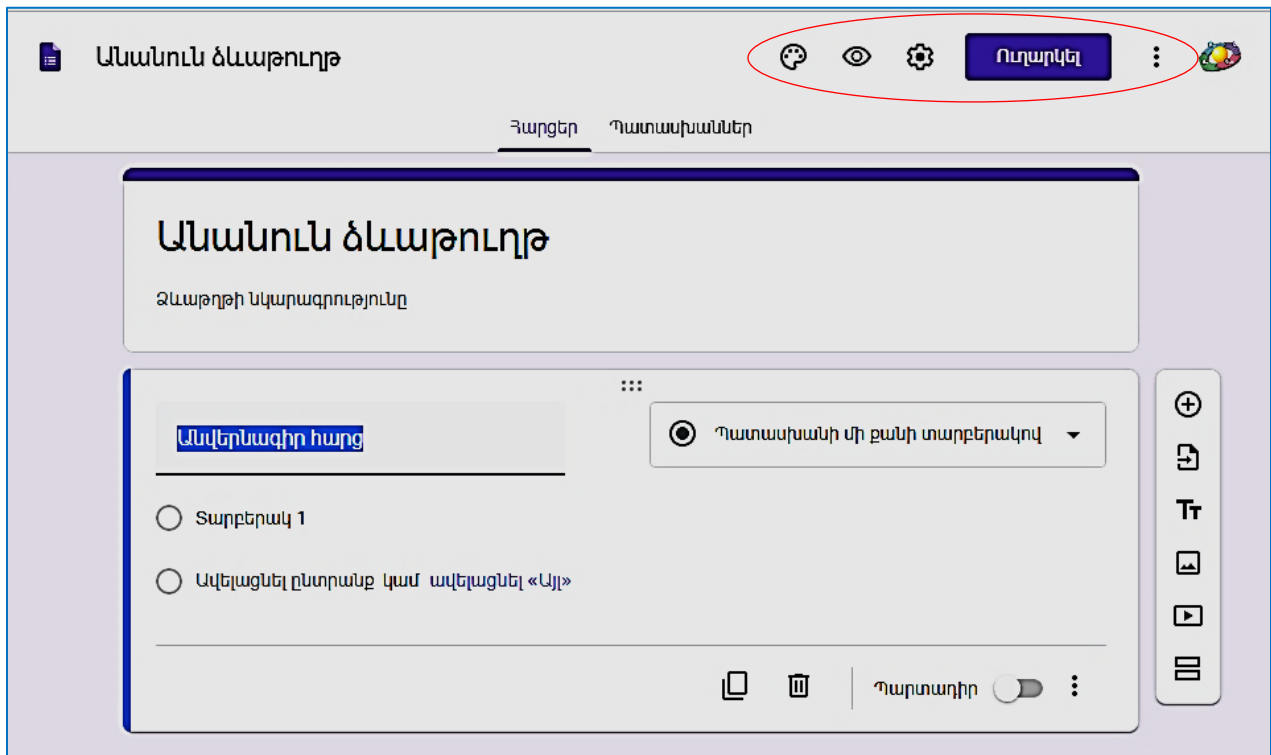 Անանուն ձևաթուղթ
Ուղարկել
Հարցեր Պատասխաններ
Անանուն ձևաթուղթ
Ձևաթղթի նկարագրությունը
Անվերնագիր հարց
Պատասխանի մի քանի տարբերակով
Տարբերակ 1
Ավելացնել ընտրանք կամ ավելացնել «Այլ»
Պարտադիր
Tт